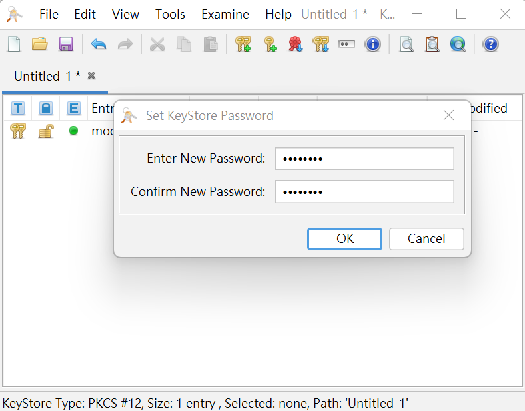 File Edit View Tools Examine Help Untitled 1 * K...
Untitled 1 *
T E Entr odified
Set KeyStore Password
mo -
Enter New Password: ••••••••
Confirm New Password: ••••••••
OK Cancel
KeyStore Type: PKCS #12, Size: 1 entry , Selected: none, Path: 'Untitled 1'